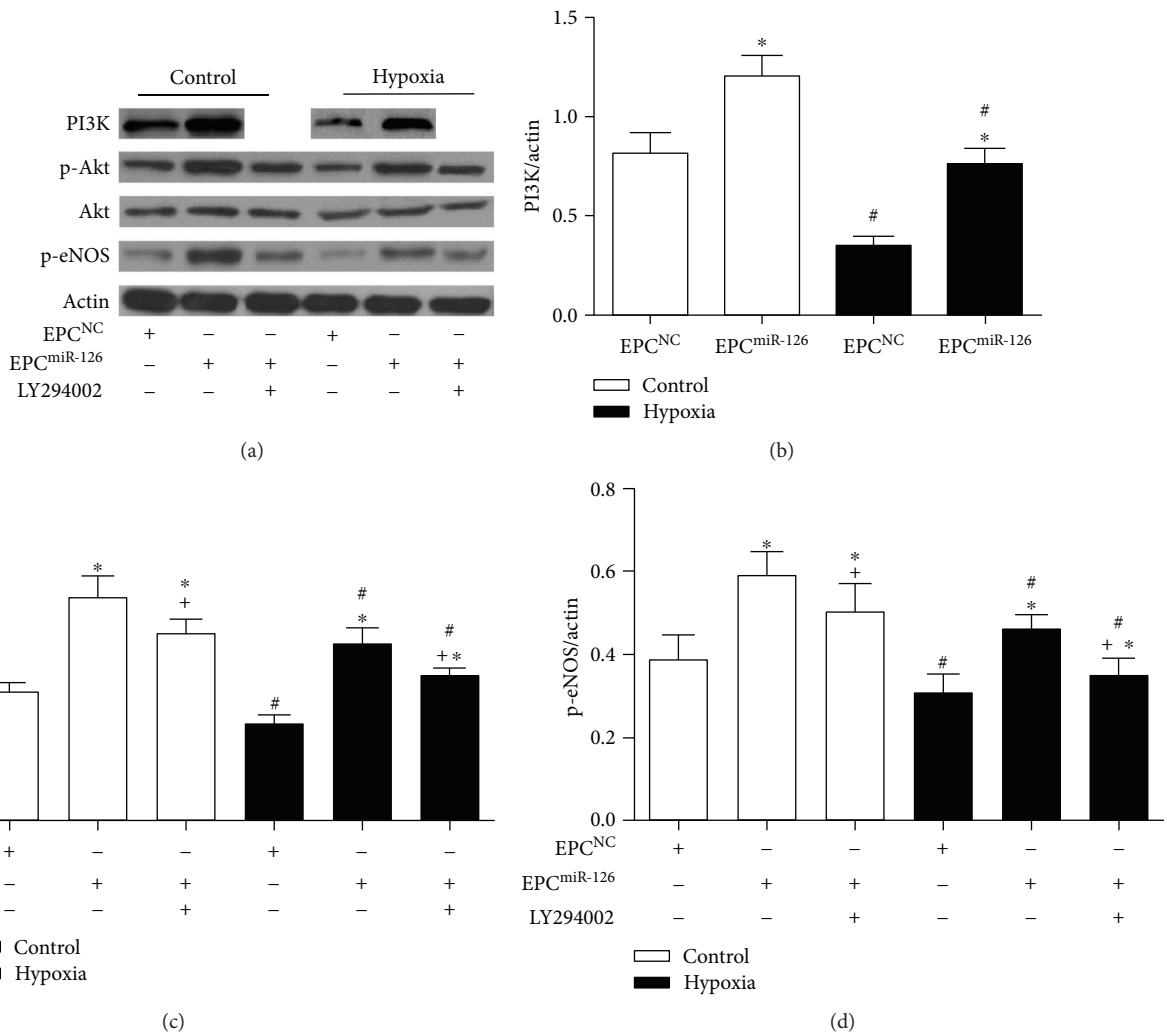 Control Hypoxia
PI3K
p-Akt
Akt
p-eNOS
Actin
EPC^NC + − − + − −
EPC^miR-126 − + + − + +
LY294002 − − + − − +
(a)
1.5
1.0
0.5
0.0
PI3K/actin
*
#
#
*
EPC^NC EPC^miR-126 EPC^NC EPC^miR-126
Control
Hypoxia
(b)
*
*
+
#
#
*
#
+ *
+ − − + − −
− + + − + +
− − + − − +
Control
Hypoxia
(c)
0.8
0.6
0.4
0.2
0.0
p-eNOS/actin
*
*
+
#
#
*
#
+ *
EPC^NC + − − + − −
EPC^miR-126 − + + − + +
LY294002 − − + − − +
Control
Hypoxia
(d)